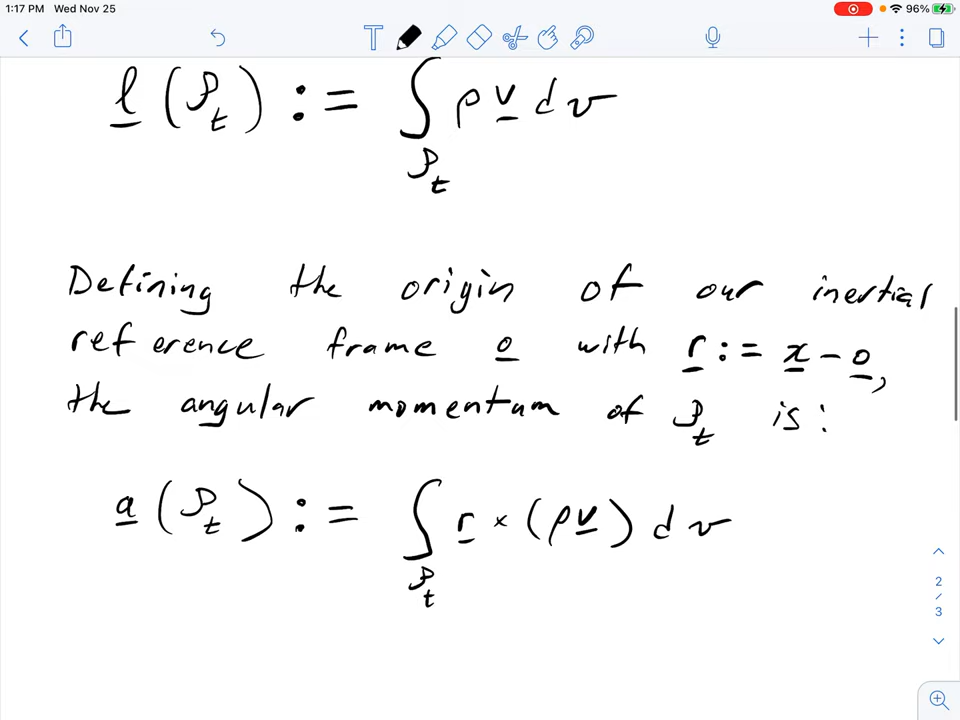 1:17 PM Wed Nov 25 96%
l(𝒫_t) := ∫_{𝒫_t} ρ v dv
Defining the origin of our inertial
reference frame o with r := x - o,
the angular momentum of 𝒫_t is:
a(𝒫_t) := ∫_{𝒫_t} r × (ρv) dv
2
/
3